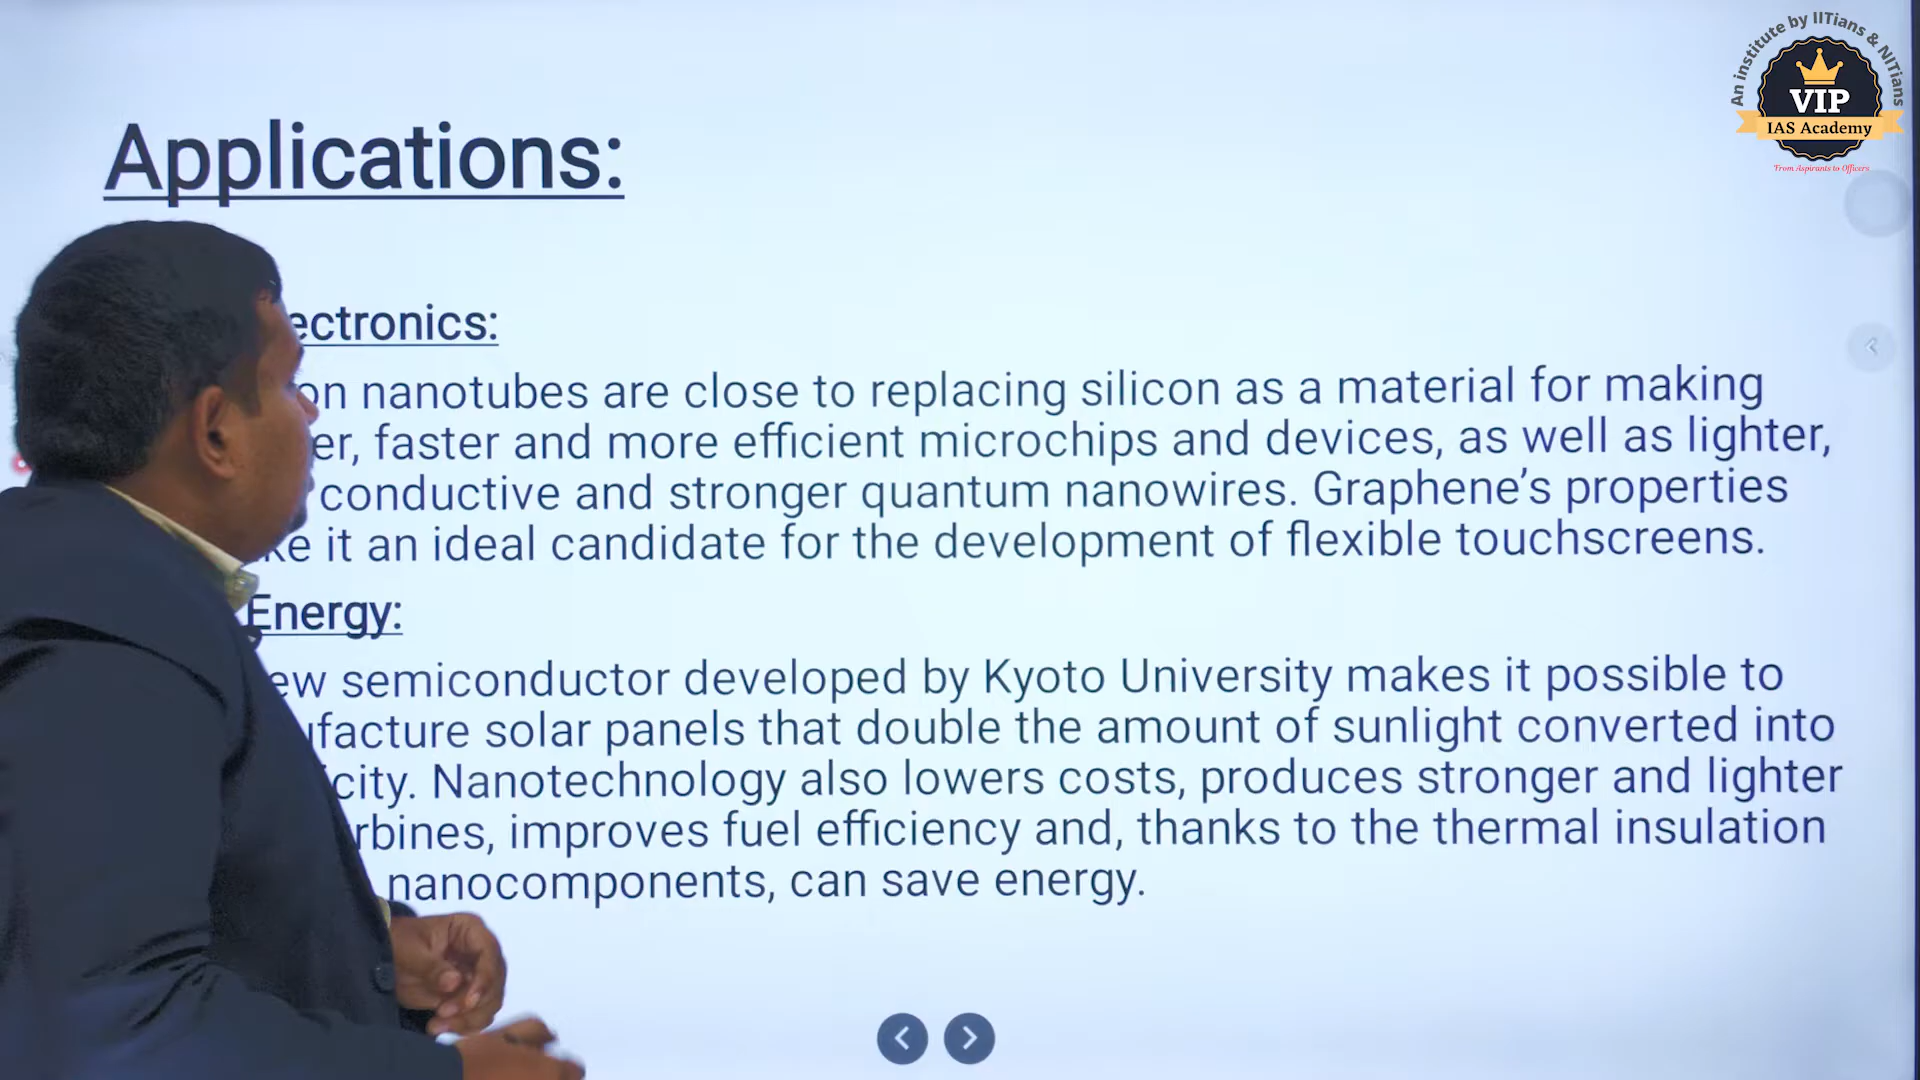 An institute by IITians & NITians
VIP
IAS Academy
From Aspirants to Officers
Applications:
ectronics:
on nanotubes are close to replacing silicon as a material for making
er, faster and more efficient microchips and devices, as well as lighter,
conductive and stronger quantum nanowires. Graphene’s properties
ke it an ideal candidate for the development of flexible touchscreens.
Energy:
ew semiconductor developed by Kyoto University makes it possible to
facture solar panels that double the amount of sunlight converted into
city. Nanotechnology also lowers costs, produces stronger and lighter
rbines, improves fuel efficiency and, thanks to the thermal insulation
nanocomponents, can save energy.